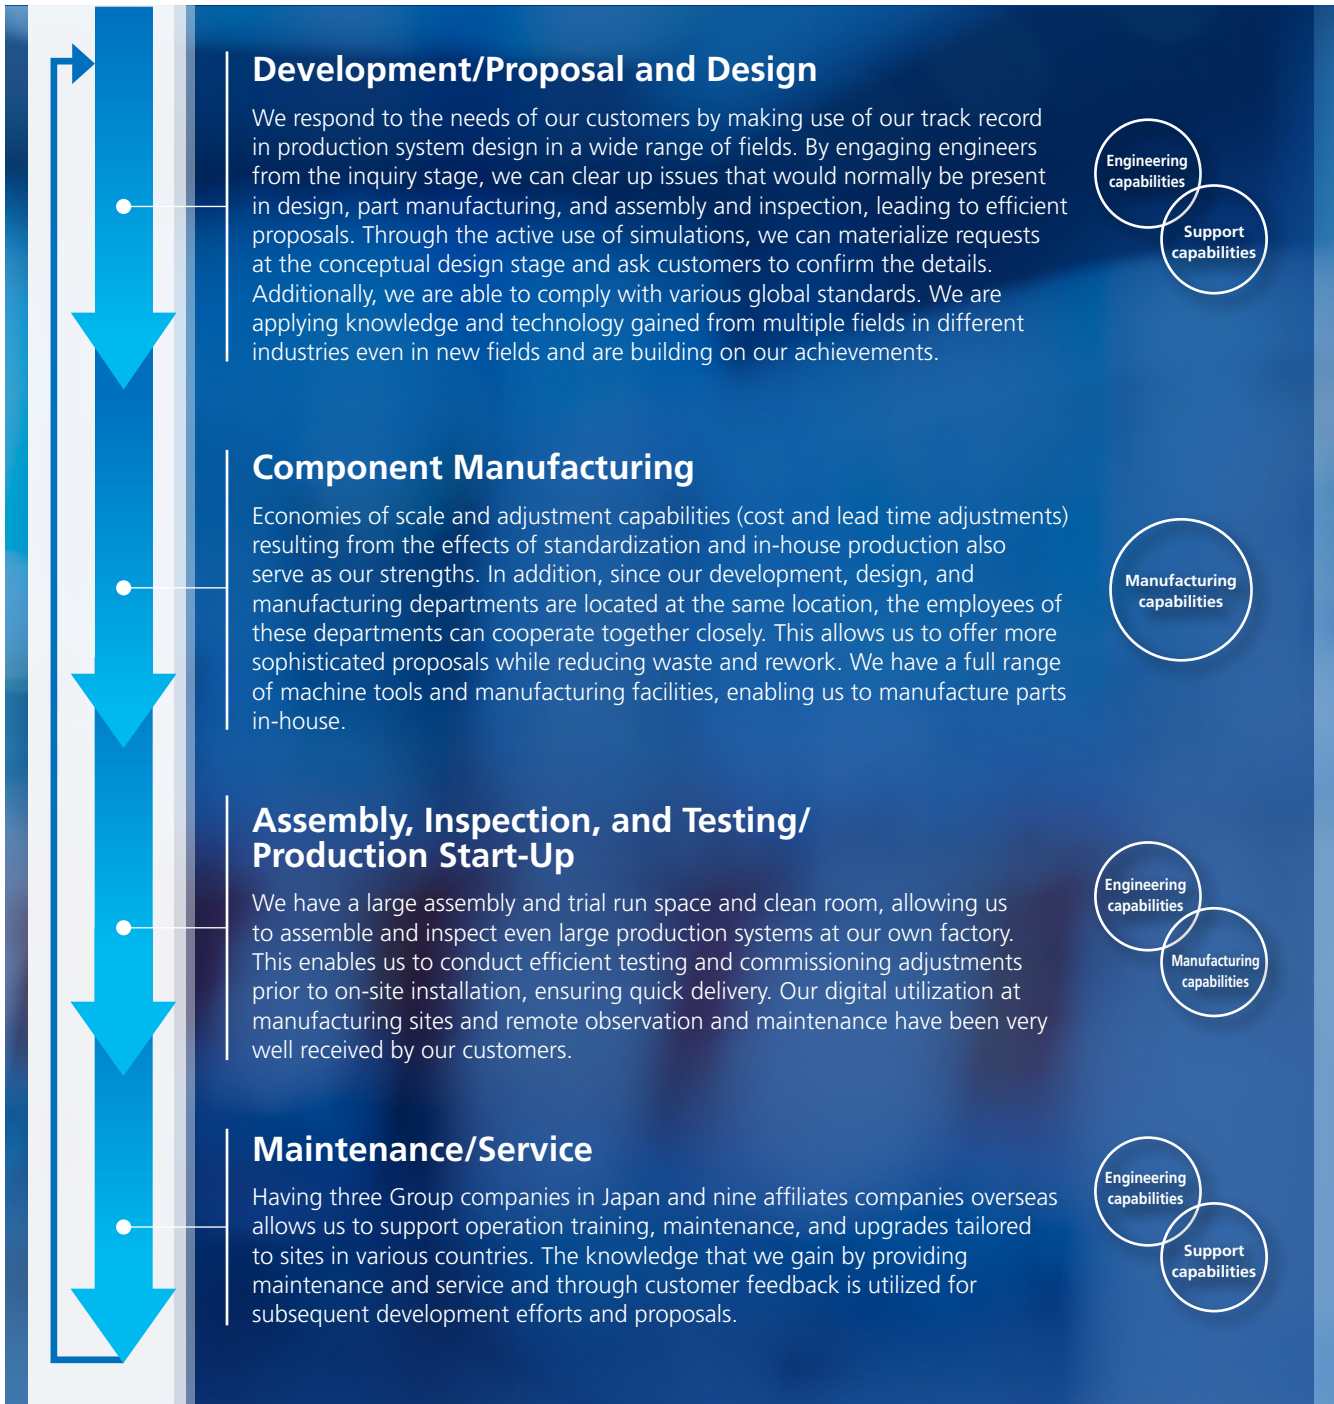 Development/Proposal and Design
We respond to the needs of our customers by making use of our track record
in production system design in a wide range of fields. By engaging engineers
from the inquiry stage, we can clear up issues that would normally be present
in design, part manufacturing, and assembly and inspection, leading to efficient
proposals. Through the active use of simulations, we can materialize requests
at the conceptual design stage and ask customers to confirm the details.
Additionally, we are able to comply with various global standards. We are
applying knowledge and technology gained from multiple fields in different
industries even in new fields and are building on our achievements.
Engineering
capabilities
Support
capabilities
Component Manufacturing
Economies of scale and adjustment capabilities (cost and lead time adjustments)
resulting from the effects of standardization and in-house production also
serve as our strengths. In addition, since our development, design, and
manufacturing departments are located at the same location, the employees of
these departments can cooperate together closely. This allows us to offer more
sophisticated proposals while reducing waste and rework. We have a full range
of machine tools and manufacturing facilities, enabling us to manufacture parts
in-house.
Manufacturing
capabilities
Assembly, Inspection, and Testing/
Production Start-Up
We have a large assembly and trial run space and clean room, allowing us
to assemble and inspect even large production systems at our own factory.
This enables us to conduct efficient testing and commissioning adjustments
prior to on-site installation, ensuring quick delivery. Our digital utilization at
manufacturing sites and remote observation and maintenance have been very
well received by our customers.
Engineering
capabilities
Manufacturing
capabilities
Maintenance/Service
Having three Group companies in Japan and nine affiliates companies overseas
allows us to support operation training, maintenance, and upgrades tailored
to sites in various countries. The knowledge that we gain by providing
maintenance and service and through customer feedback is utilized for
subsequent development efforts and proposals.
Engineering
capabilities
Support
capabilities